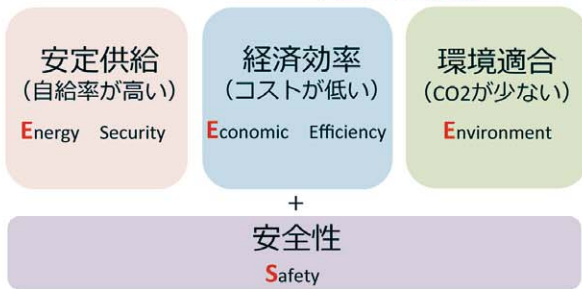 安定供給
(自給率が高い)
Energy Security
経済効率
(コストが低い)
Economic Efficiency
環境適合
(CO2が少ない)
Environment
+
安全性
Safety